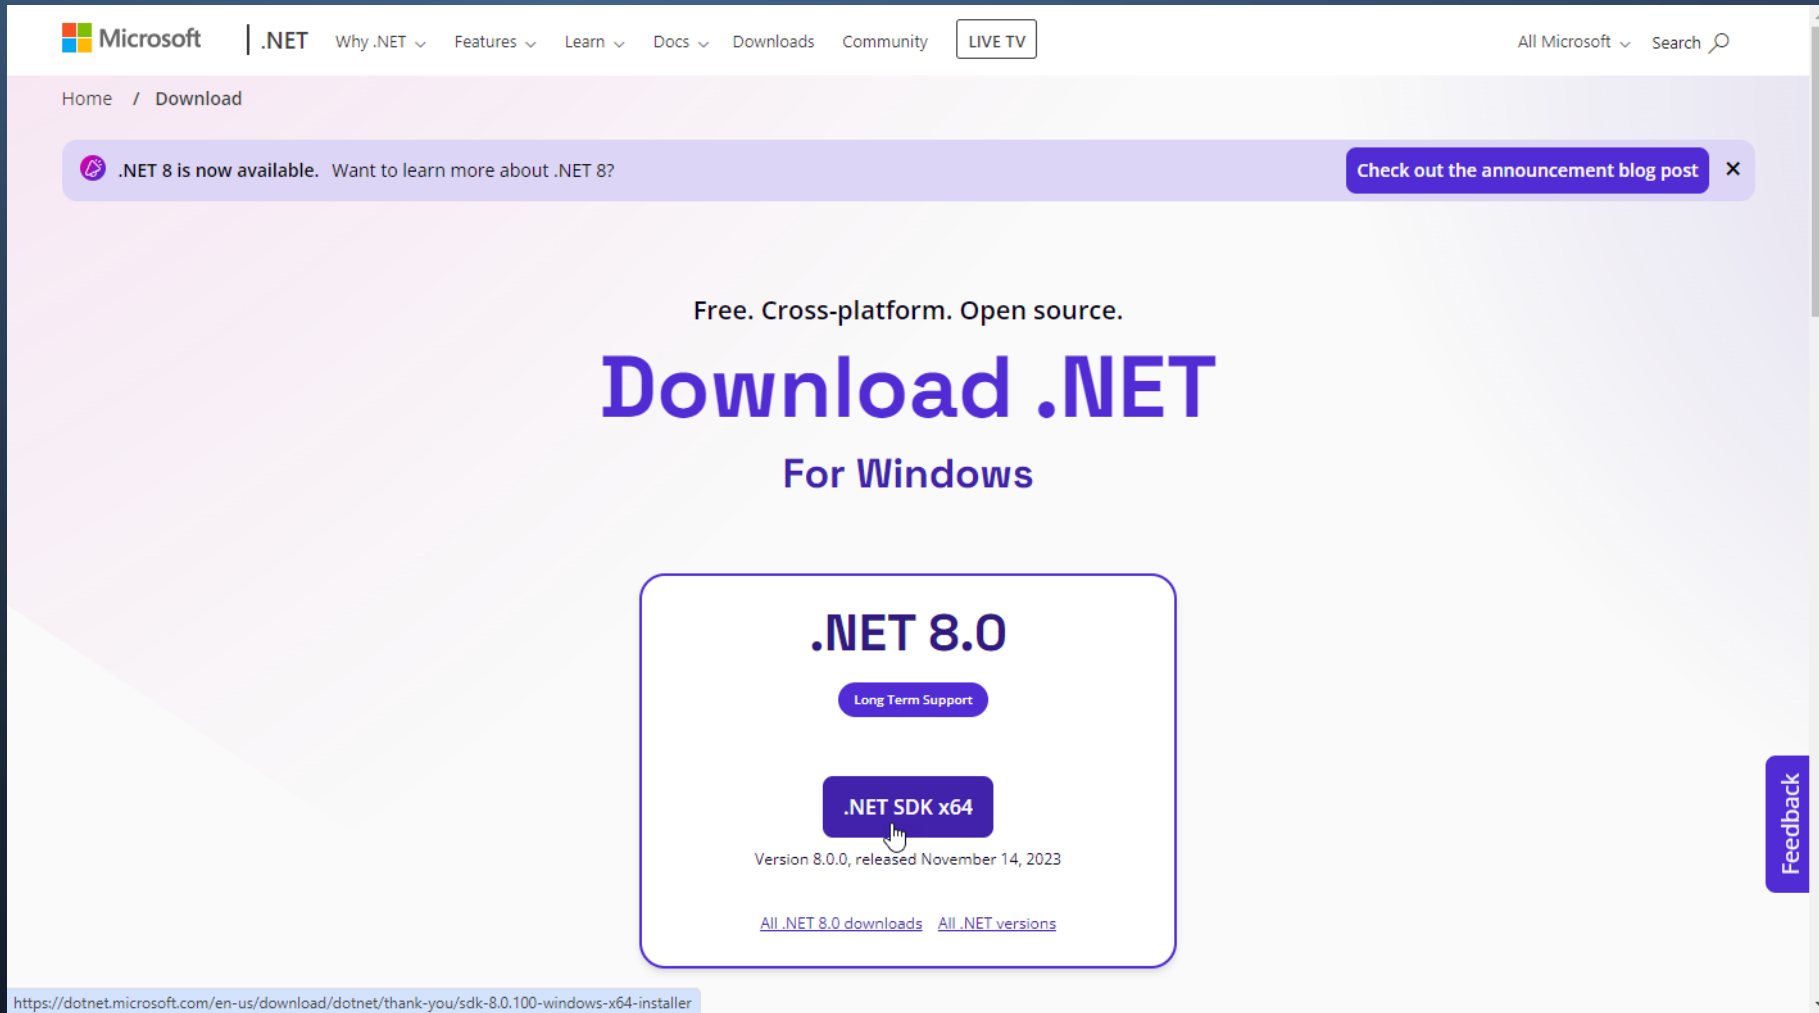 Microsoft | .NET Why .NET Features Learn Docs Downloads Community LIVE TV All Microsoft Search
Home / Download
.NET 8 is now available. Want to learn more about .NET 8? Check out the announcement blog post ×
Free. Cross-platform. Open source.
Download .NET
For Windows
.NET 8.0
Long Term Support
.NET SDK x64
Version 8.0.0, released November 14, 2023
All .NET 8.0 downloads All .NET versions
Feedback
https://dotnet.microsoft.com/en-us/download/dotnet/thank-you/sdk-8.0.100-windows-x64-installer